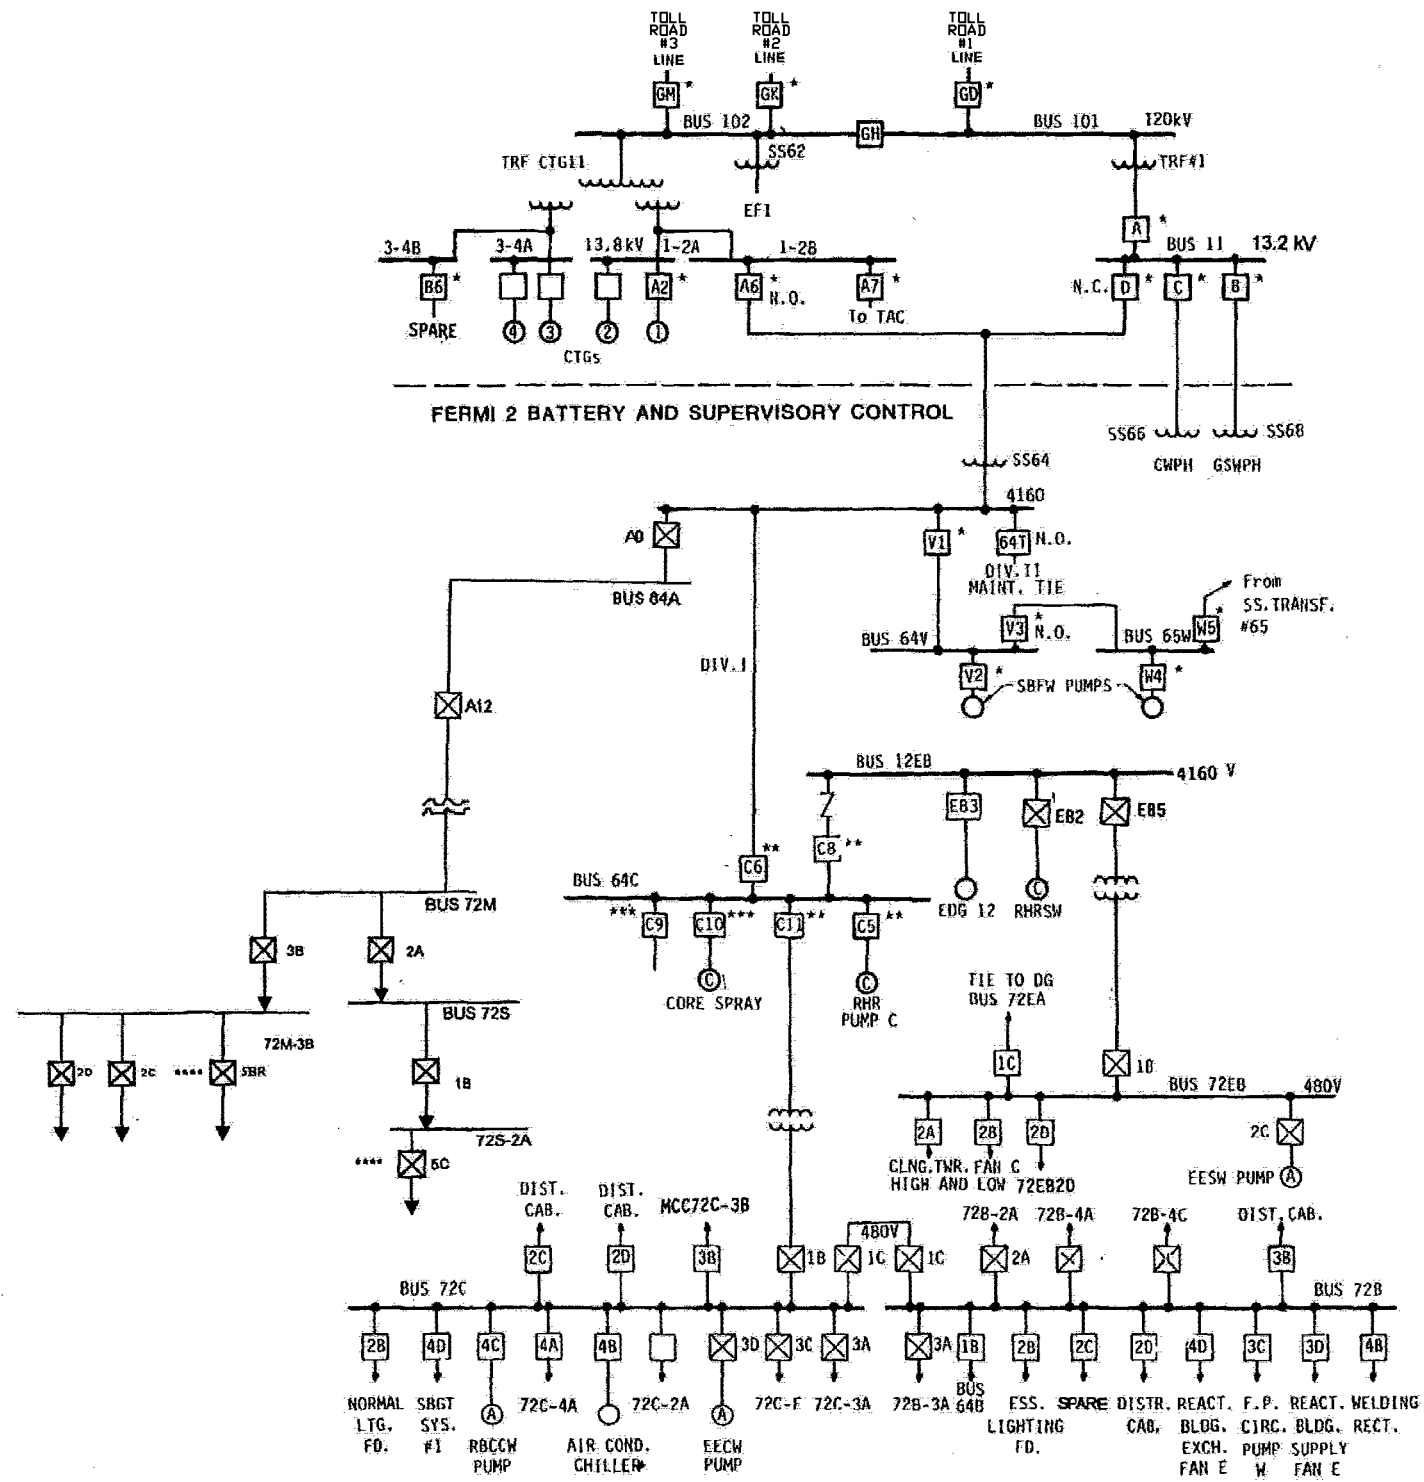 TOLL ROAD #3 LINE
TOLL ROAD #2 LINE
TOLL ROAD #1 LINE
GM *
GK *
GD *
BUS 102
GH
BUS 101
120kV
TRF CTG11
SS62
TRF#1
EF1
A *
3-4B
3-4A
13.8kV
1-2A
1-2B
BUS 11
13.2 kV
B6 *
A2 *
A6 *
N.O.
A7 *
N.C.
D *
C *
B *
SPARE
4
3
2
1
To TAC
CTGs
FERMI 2 BATTERY AND SUPERVISORY CONTROL
SS66
SS68
CWPH
GSWPH
SS64
4160
A0
V1 *
64T
N.O.
DIV.II
MAINT. TIE
BUS 64A
From
SS.TRANSF.
#65
V3 *
N.O.
W5 *
BUS 64V
BUS 65W
DIV.I
V2 *
SBFW PUMPS
W4 *
A12
BUS 12EB
4160 V
EB3
EB2
EB5
C8 **
C6 **
BUS 64C
BUS 72M
*** C9
C10 ***
C11 **
C5 **
EDG 12
C
RHRSW
3B
2A
C
CORE SPRAY
C
RHR
PUMP C
TIE TO DG
BUS 72EA
BUS 72S
72M-3B
1C
1B
2D
2C
**** 5BR
1B
BUS 72EB
480V
2A
2B
2D
2C
72S-2A
CLNG.TWR. FAN C
HIGH AND LOW
72EB2D
EESW PUMP
A
**** 5C
DIST.
CAB.
DIST.
CAB.
MCC72C-3B
72B-2A
72B-4A
72B-4C
DIST.CAB.
480V
2C
2D
3B
1B
1C
1C
2A
3B
BUS 72C
BUS 72B
2B
4D
4C
4A
4B
3D
3C
3A
3A
1B
2B
2C
2D
4D
3C
3D
4B
NORMAL
LTG.
FD.
SBGT
SYS.
#1
A
RBCCW
PUMP
72C-4A
AIR COND.
CHILLER
72C-2A
A
EECW
PUMP
72C-F
72C-3A
72B-3A
BUS
64B
ESS.
LIGHTING
FD.
SPARE
DISTR.
CAB.
REACT.
BLDG.
EXCH.
FAN E
F.P.
CIRC.
PUMP
W
REACT.
BLDG.
SUPPLY
FAN E
WELDING
RECT.